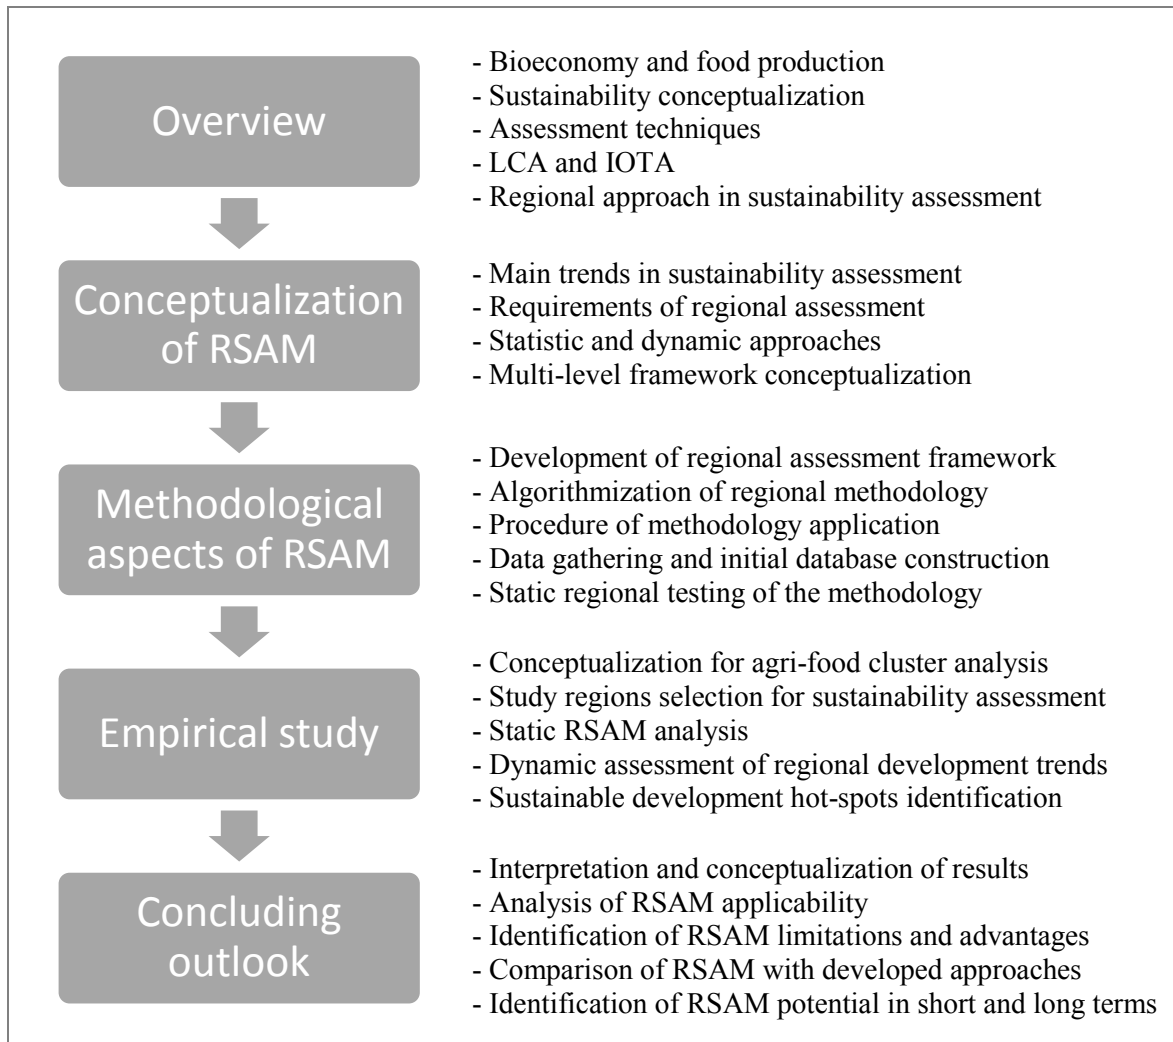 Overview
- Bioeconomy and food production
- Sustainability conceptualization
- Assessment techniques
- LCA and IOTA
- Regional approach in sustainability assessment
Conceptualization
of RSAM
- Main trends in sustainability assessment
- Requirements of regional assessment
- Statistic and dynamic approaches
- Multi-level framework conceptualization
Methodological
aspects of RSAM
- Development of regional assessment framework
- Algorithmization of regional methodology
- Procedure of methodology application
- Data gathering and initial database construction
- Static regional testing of the methodology
Empirical study
- Conceptualization for agri-food cluster analysis
- Study regions selection for sustainability assessment
- Static RSAM analysis
- Dynamic assessment of regional development trends
- Sustainable development hot-spots identification
Concluding
outlook
- Interpretation and conceptualization of results
- Analysis of RSAM applicability
- Identification of RSAM limitations and advantages
- Comparison of RSAM with developed approaches
- Identification of RSAM potential in short and long terms